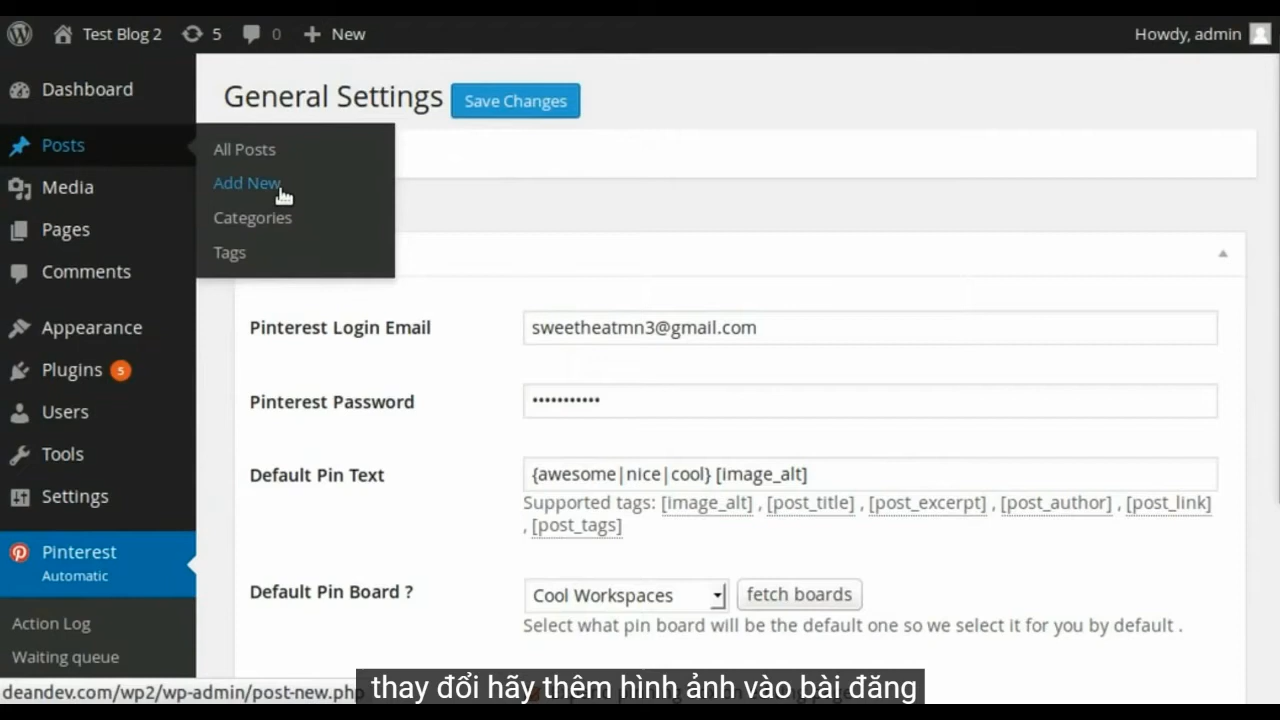 Test Blog 2 5 0 New Howdy, admin
Dashboard
General Settings Save Changes
Posts
All Posts
Add New
Categories
Tags
Media
Pages
Comments
Appearance
Plugins 5
Users
Tools
Settings
Pinterest
Automatic
Action Log
Waiting queue
Pinterest Login Email sweetheatmn3@gmail.com
Pinterest Password •••••••••••
Default Pin Text {awesome|nice|cool} [image_alt]
Supported tags: [image_alt] , [post_title] , [post_excerpt] , [post_author] , [post_link]
, [post_tags]
Default Pin Board ? Cool Workspaces fetch boards
Select what pin board will be the default one so we select it for you by default .
deandev.com/wp2/wp-admin/post-new.php
thay đổi hãy thêm hình ảnh vào bài đăng